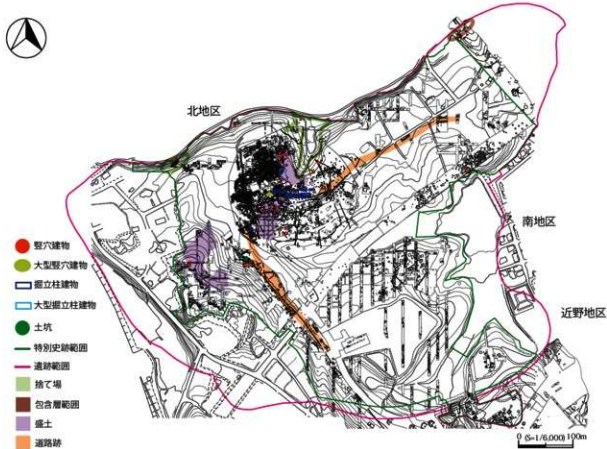 北地区
南地区
近野地区
竪穴建物
大型竪穴建物
掘立柱建物
大型掘立柱建物
土坑
特別史跡範囲
遺跡範囲
捨て場
包含層範囲
盛土
道路跡
0 (S=1/6,000) 100m